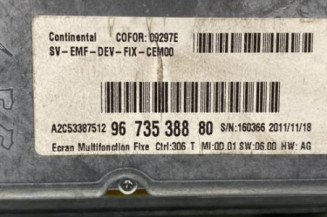 Continental COFOR: 09297E
SV-EMF-DEV-FIX-CEM00
A2C53387512 96 735 388 80 S/N:160366 2011/11/18
Ecran Multifonction Fixe Ctrl:306 T MI:00.01 SW:06.00 HW: AG